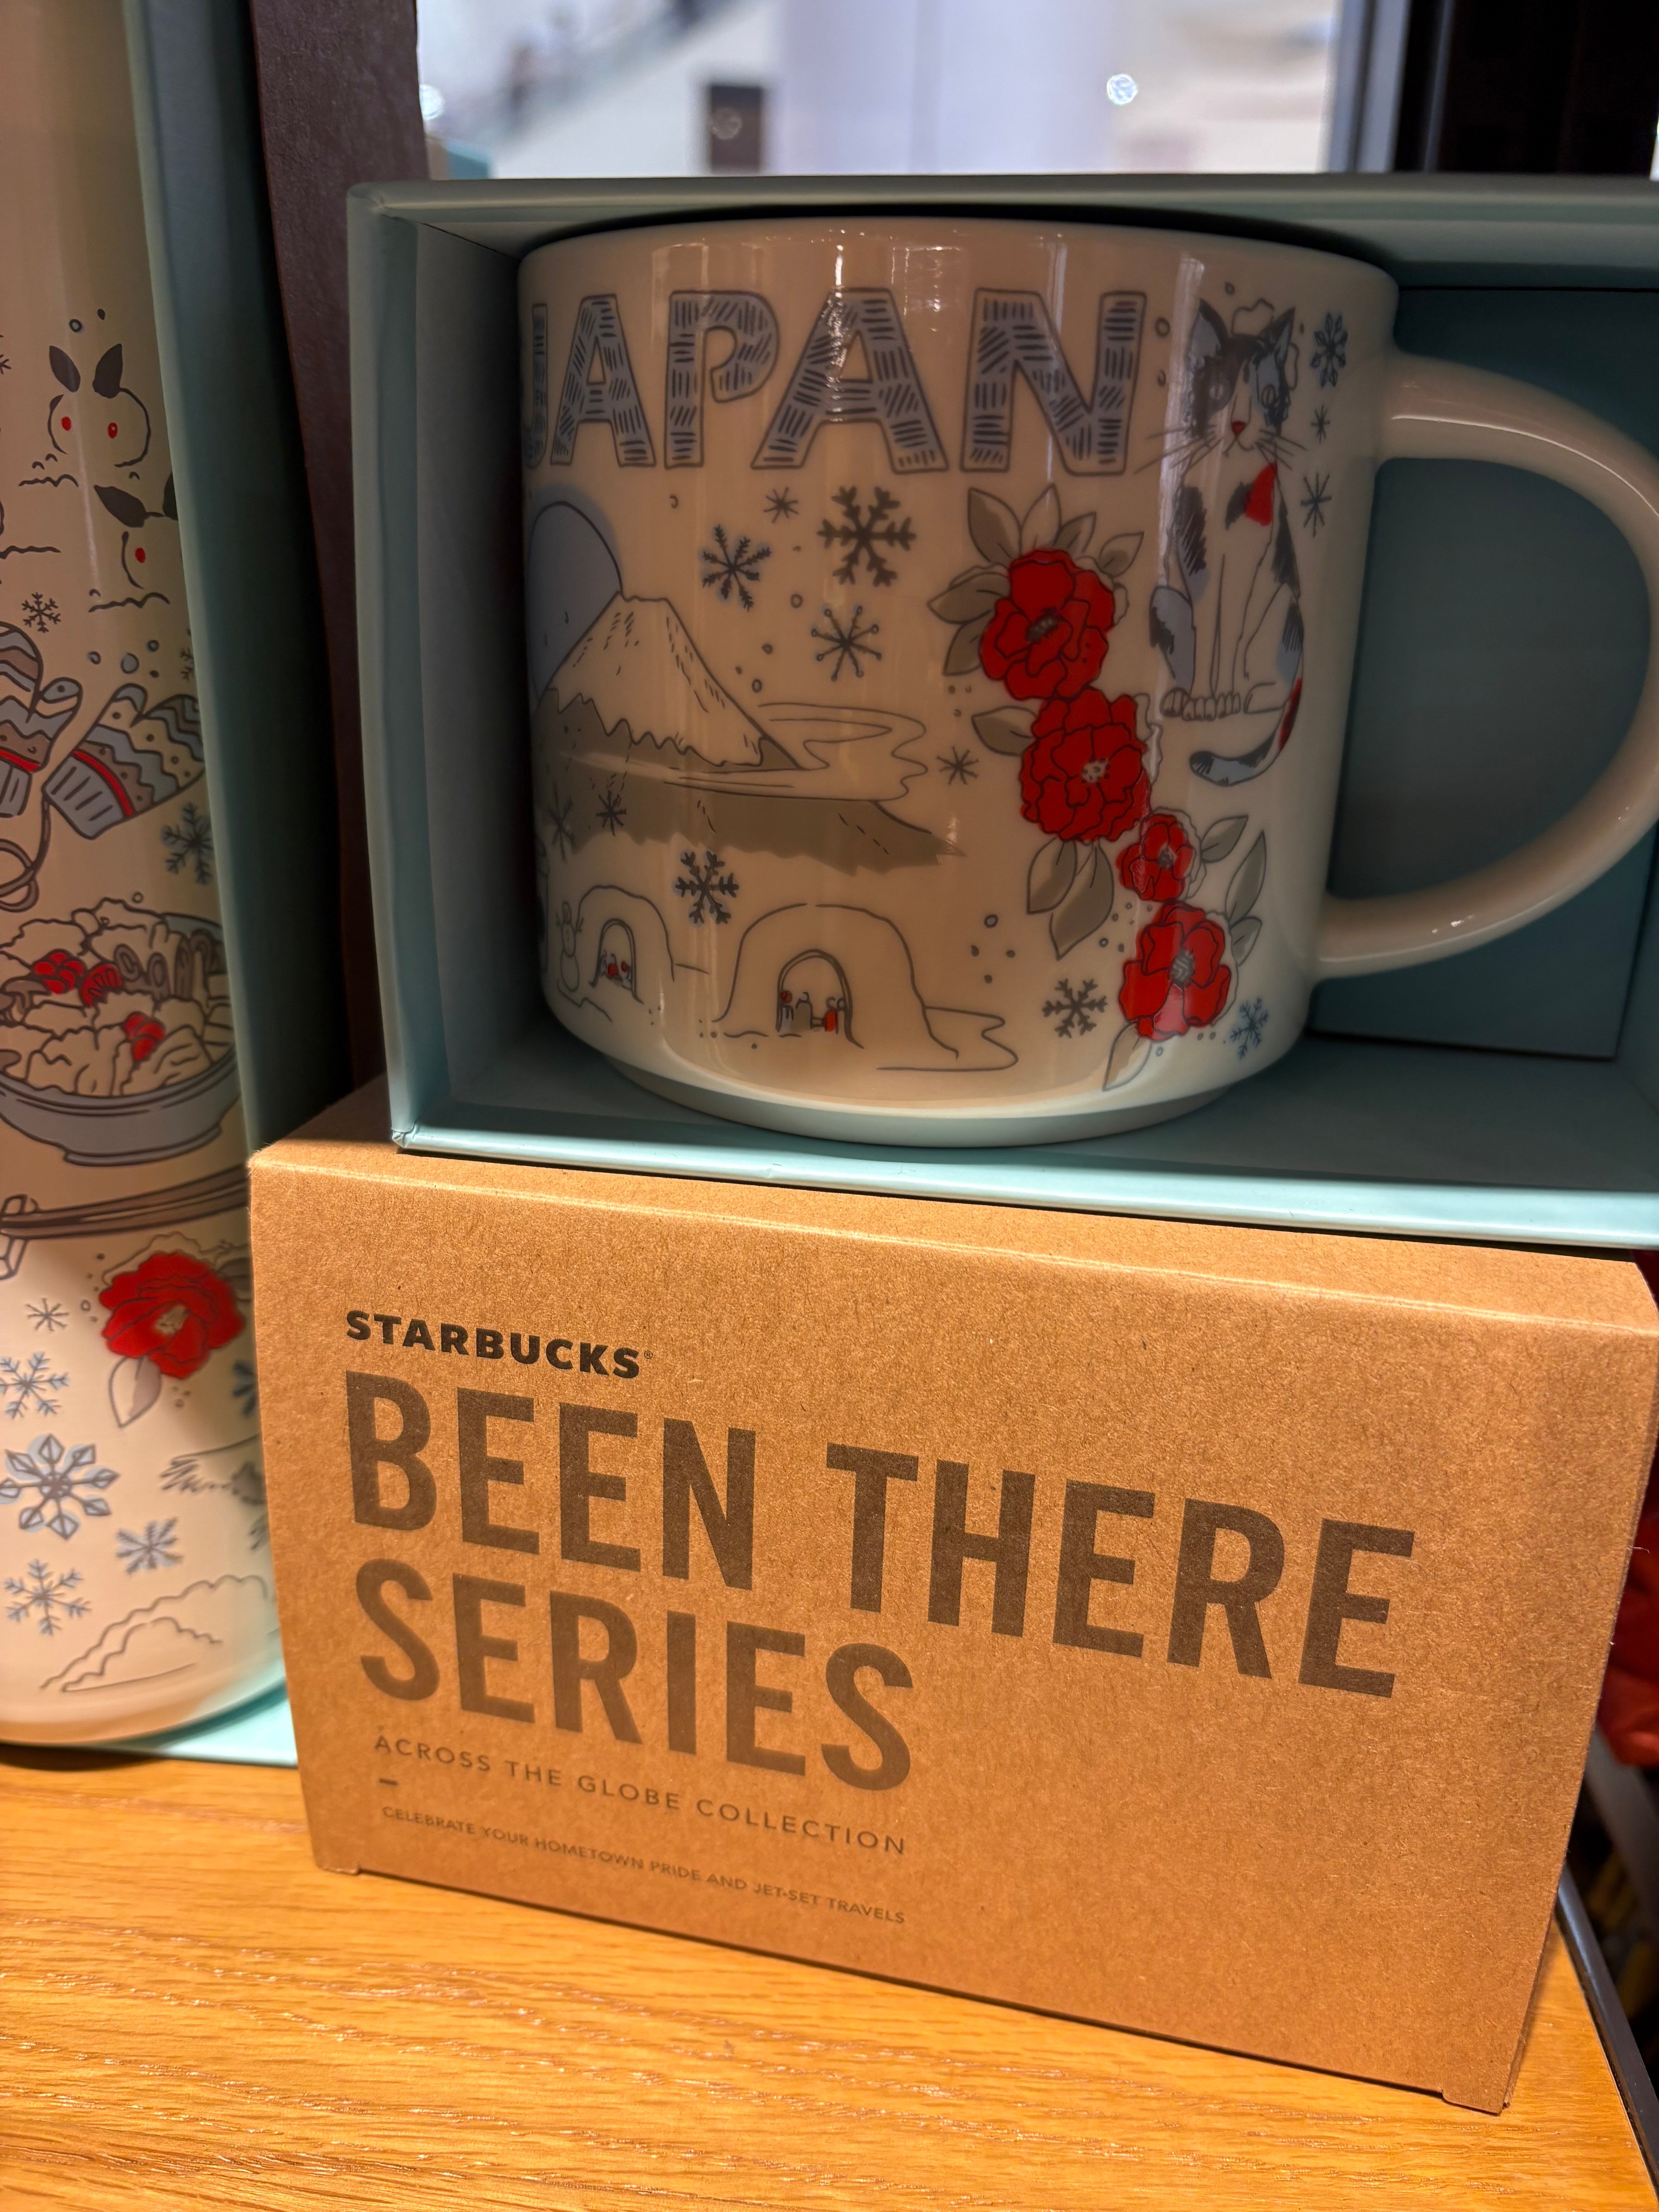 JAPAN
STARBUCKS®
BEEN THERE
SERIES
ACROSS THE GLOBE COLLECTION
CELEBRATE YOUR HOMETOWN PRIDE AND JET-SET TRAVELS